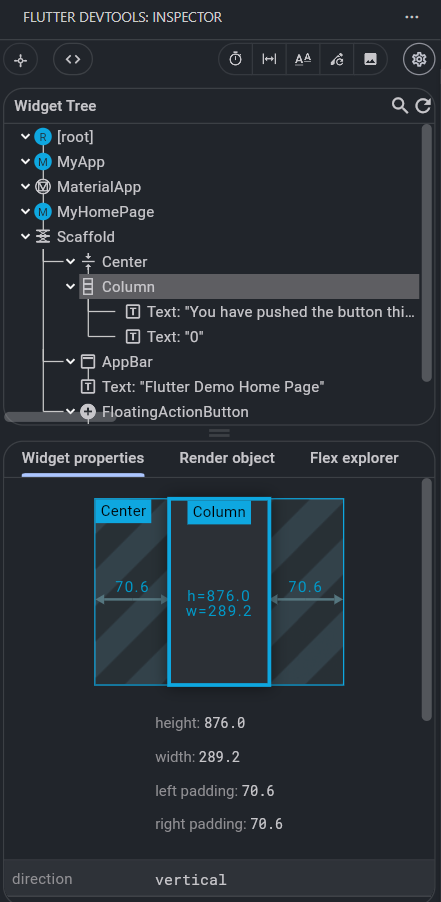 FLUTTER DEVTOOLS: INSPECTOR
AA
Widget Tree
R [root]
M MyApp
M MaterialApp
M MyHomePage
Scaffold
Center
Column
T Text: "You have pushed the button thi...
T Text: "0"
AppBar
T Text: "Flutter Demo Home Page"
FloatingActionButton
Widget properties Render object Flex explorer
Center Column
70.6 70.6
h=876.0
w=289.2
height: 876.0
width: 289.2
left padding: 70.6
right padding: 70.6
direction vertical